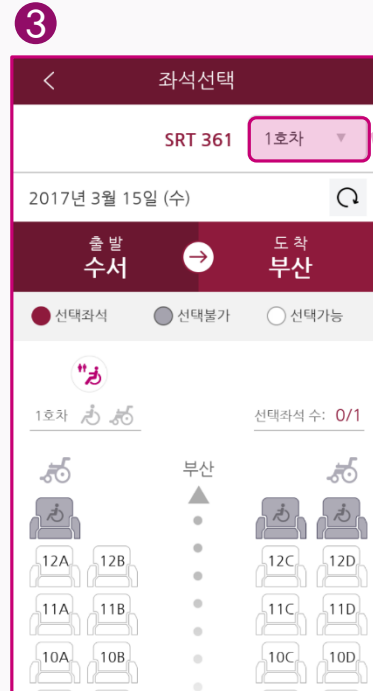 3
좌석선택
SRT 361 1호차
2017년 3월 15일 (수)
출발 도착
수서 부산
선택좌석 선택불가 선택가능
1호차 선택좌석 수: 0/1
부산
12A 12B 12C 12D
11A 11B 11C 11D
10A 10B 10C 10D